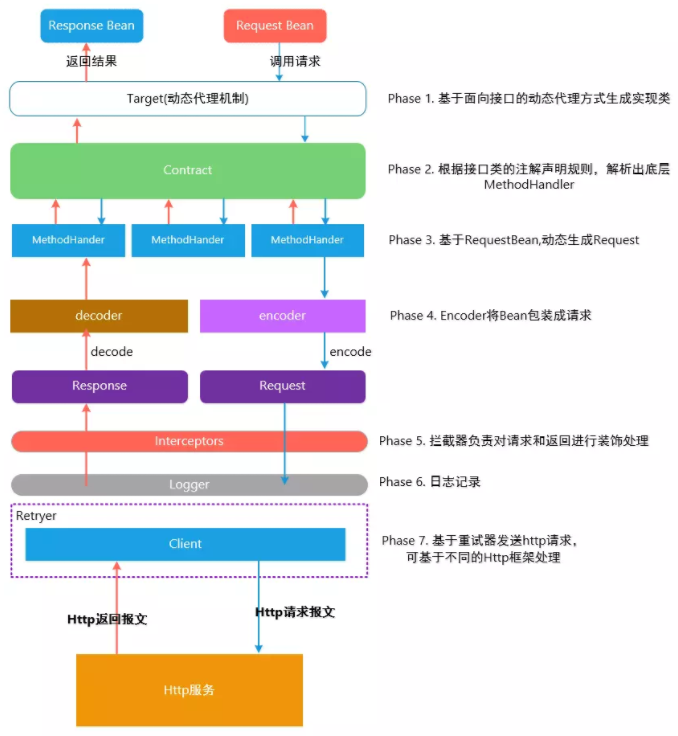 Response Bean
Request Bean
返回结果
调用请求
Target(动态代理机制)
Phase 1. 基于面向接口的动态代理方式生成实现类
Contract
Phase 2. 根据接口类的注解声明规则，解析出底层
MethodHandler
MethodHander
MethodHander
MethodHander
Phase 3. 基于RequestBean,动态生成Request
decoder
encoder
Phase 4. Encoder将Bean包装成请求
decode
encode
Response
Request
Interceptors
Phase 5. 拦截器负责对请求和返回进行装饰处理
Logger
Phase 6. 日志记录
Retryer
Client
Phase 7. 基于重试器发送http请求，
可基于不同的Http框架处理
Http返回报文
Http请求报文
Http服务